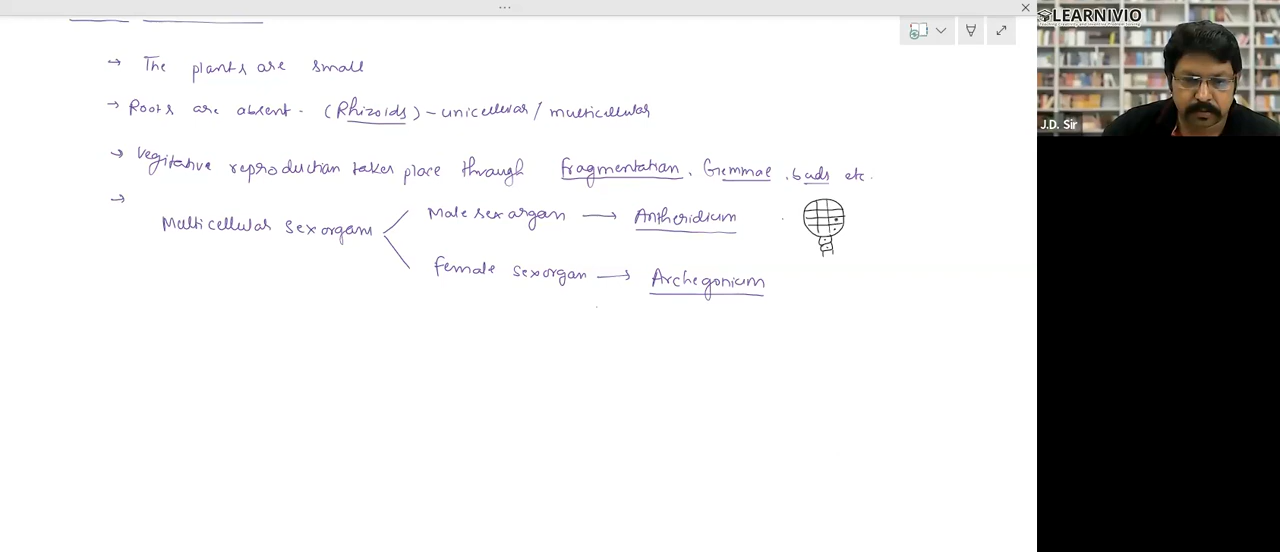 LEARNIVIO
→ The plants are small
→ Roots are absent - (Rhizoids) - unicellular / multicellular
→ Vegitative reproduction takes place through fragmentation, Gemmae, buds etc.
→
Multicellular sex organs
Male sex organ → Antheridium
Female sex organ → Archegonium
J.D. Sir